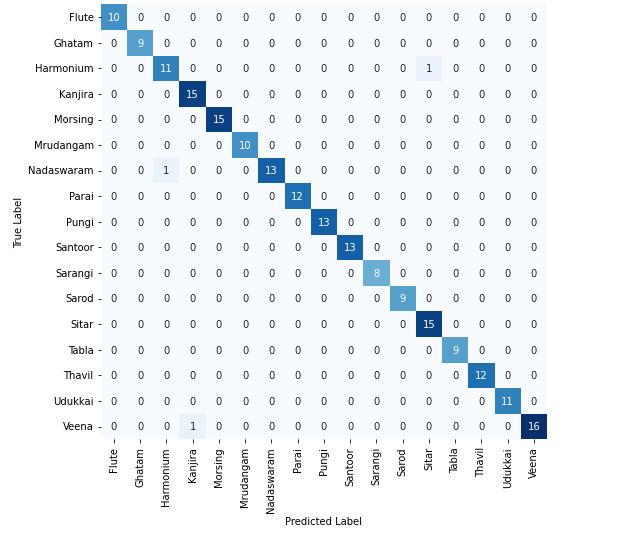 Flute 10 0 0 0 0 0 0 0 0 0 0 0 0 0 0 0 0
Ghatam 0 9 0 0 0 0 0 0 0 0 0 0 0 0 0 0 0
Harmonium 0 0 11 0 0 0 0 0 0 0 0 0 1 0 0 0 0
Kanjira 0 0 0 15 0 0 0 0 0 0 0 0 0 0 0 0 0
Morsing 0 0 0 0 15 0 0 0 0 0 0 0 0 0 0 0 0
Mrudangam 0 0 0 0 0 10 0 0 0 0 0 0 0 0 0 0 0
Nadaswaram 0 0 1 0 0 0 13 0 0 0 0 0 0 0 0 0 0
Parai 0 0 0 0 0 0 0 12 0 0 0 0 0 0 0 0 0
Pungi 0 0 0 0 0 0 0 0 13 0 0 0 0 0 0 0 0
Santoor 0 0 0 0 0 0 0 0 0 13 0 0 0 0 0 0 0
Sarangi 0 0 0 0 0 0 0 0 0 0 8 0 0 0 0 0 0
Sarod 0 0 0 0 0 0 0 0 0 0 0 9 0 0 0 0 0
Sitar 0 0 0 0 0 0 0 0 0 0 0 0 15 0 0 0 0
Tabla 0 0 0 0 0 0 0 0 0 0 0 0 0 9 0 0 0
Thavil 0 0 0 0 0 0 0 0 0 0 0 0 0 0 12 0 0
Udukkai 0 0 0 0 0 0 0 0 0 0 0 0 0 0 0 11 0
Veena 0 0 0 1 0 0 0 0 0 0 0 0 0 0 0 0 16
True Label
Flute Ghatam Harmonium Kanjira Morsing Mrudangam Nadaswaram Parai Pungi Santoor Sarangi Sarod Sitar Tabla Thavil Udukkai Veena
Predicted Label